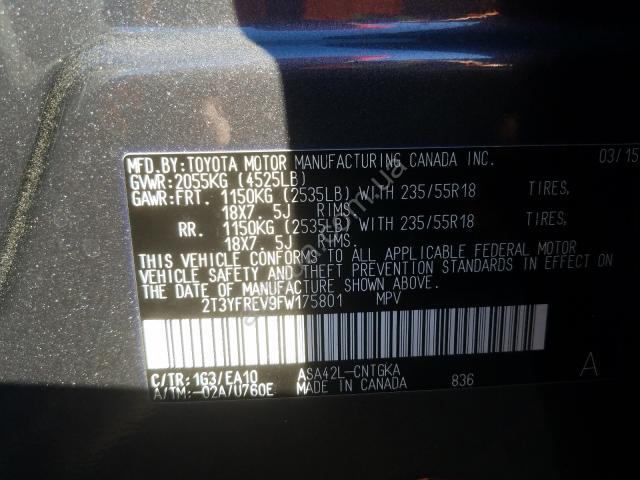 MFD.BY:TOYOTA MOTOR MANUFACTURING CANADA INC. 03/15
GVWR:2055KG (4525LB)
GAWR:FRT. 1150KG (2535LB) WITH 235/55R18 TIRES,
18X7. 5J RIMS.
RR. 1150KG (2535LB) WITH 235/55R18 TIRES,
18X7. 5J RIMS.
THIS VEHICLE CONFORMS TO ALL APPLICABLE FEDERAL MOTOR
VEHICLE SAFETY AND THEFT PREVENTION STANDARDS IN EFFECT ON
THE DATE OF MANUFACTURE SHOWN ABOVE.
2T3YFREV9FW175801 MPV
C/TR: 1G3/EA10 ASA42L-CNTGKA A
A/TM:-02A/U760E MADE IN CANADA 836